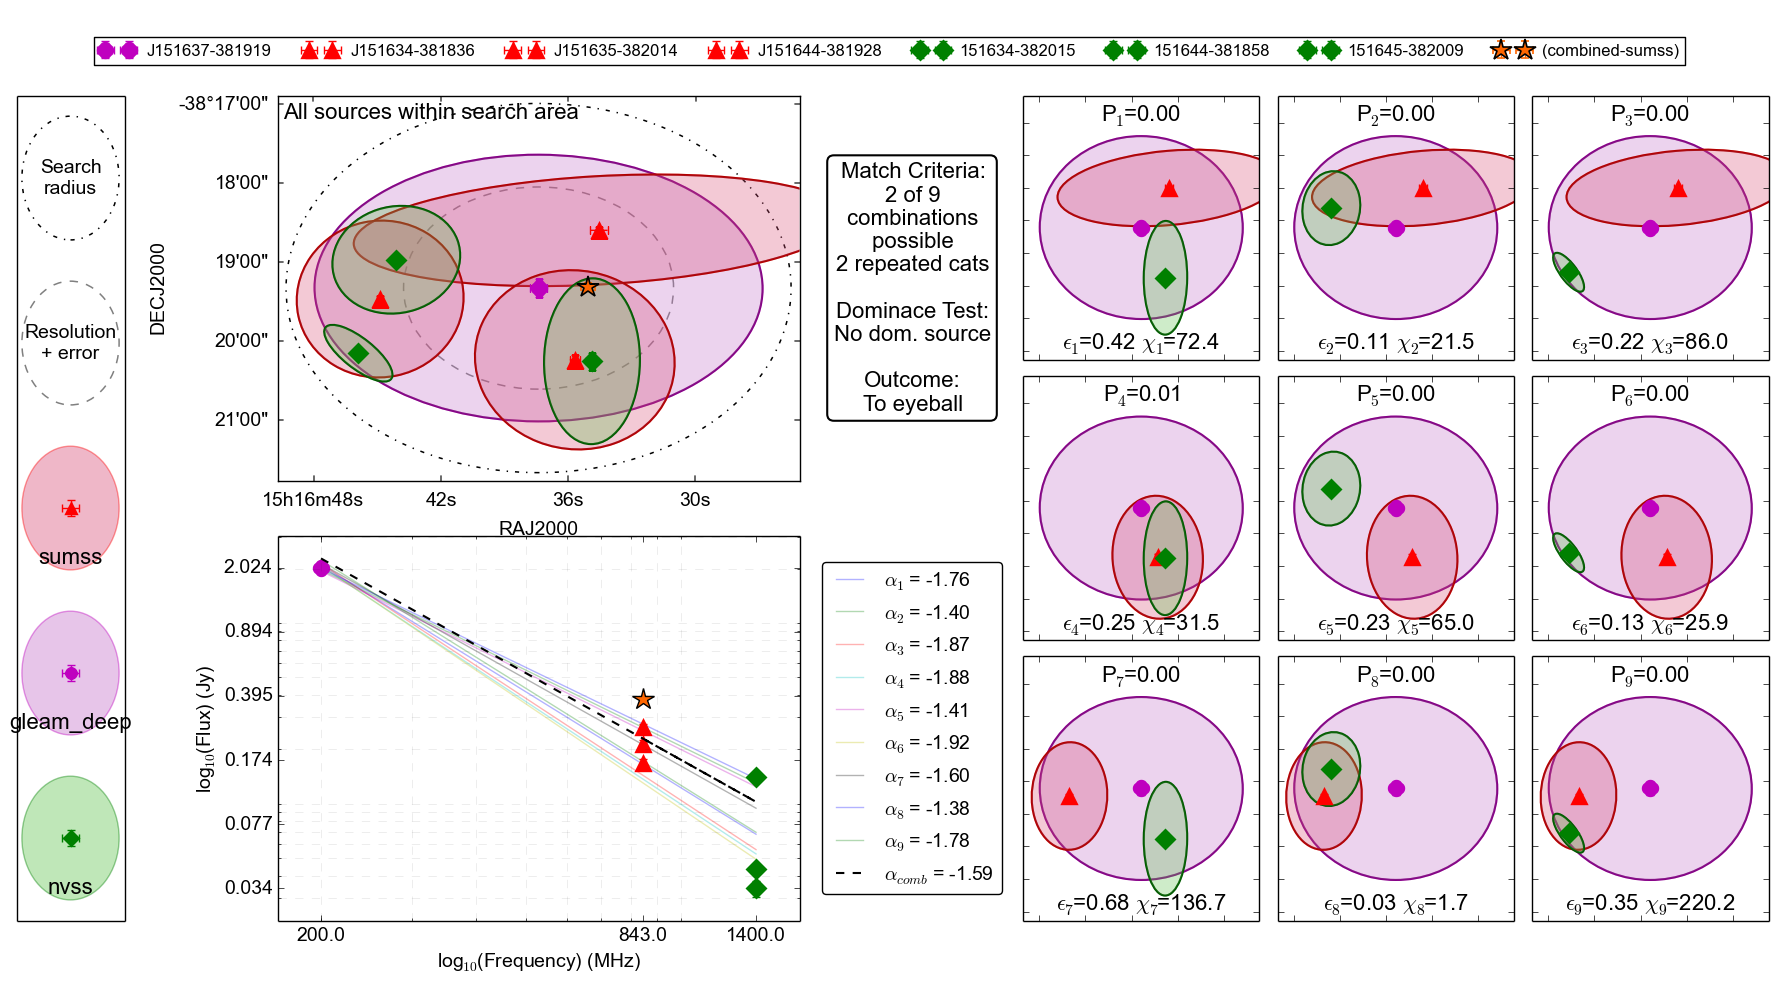 J151637-381919 J151634-381836 J151635-382014 J151644-381928 151634-382015 151644-381858 151645-382009 (combined-sumss)
Search
radius
Resolution
+ error
sumss
gleam_deep
nvss
All sources within search area
DECJ2000
-38°17'00"
18'00"
19'00"
20'00"
21'00"
15h16m48s 42s 36s 30s
RAJ2000
Match Criteria:
2 of 9
combinations
possible
2 repeated cats
Dominace Test:
No dom. source
Outcome:
To eyeball
log10(Flux) (Jy)
2.024
0.894
0.395
0.174
0.077
0.034
200.0 843.0 1400.0
log10(Frequency) (MHz)
α1 = -1.76
α2 = -1.40
α3 = -1.87
α4 = -1.88
α5 = -1.41
α6 = -1.92
α7 = -1.60
α8 = -1.38
α9 = -1.78
αcomb = -1.59
P1=0.00
ϵ1=0.42 χ1=72.4
P2=0.00
ϵ2=0.11 χ2=21.5
P3=0.00
ϵ3=0.22 χ3=86.0
P4=0.01
ϵ4=0.25 χ4=31.5
P5=0.00
ϵ5=0.23 χ5=65.0
P6=0.00
ϵ6=0.13 χ6=25.9
P7=0.00
ϵ7=0.68 χ7=136.7
P8=0.00
ϵ8=0.03 χ8=1.7
P9=0.00
ϵ9=0.35 χ9=220.2